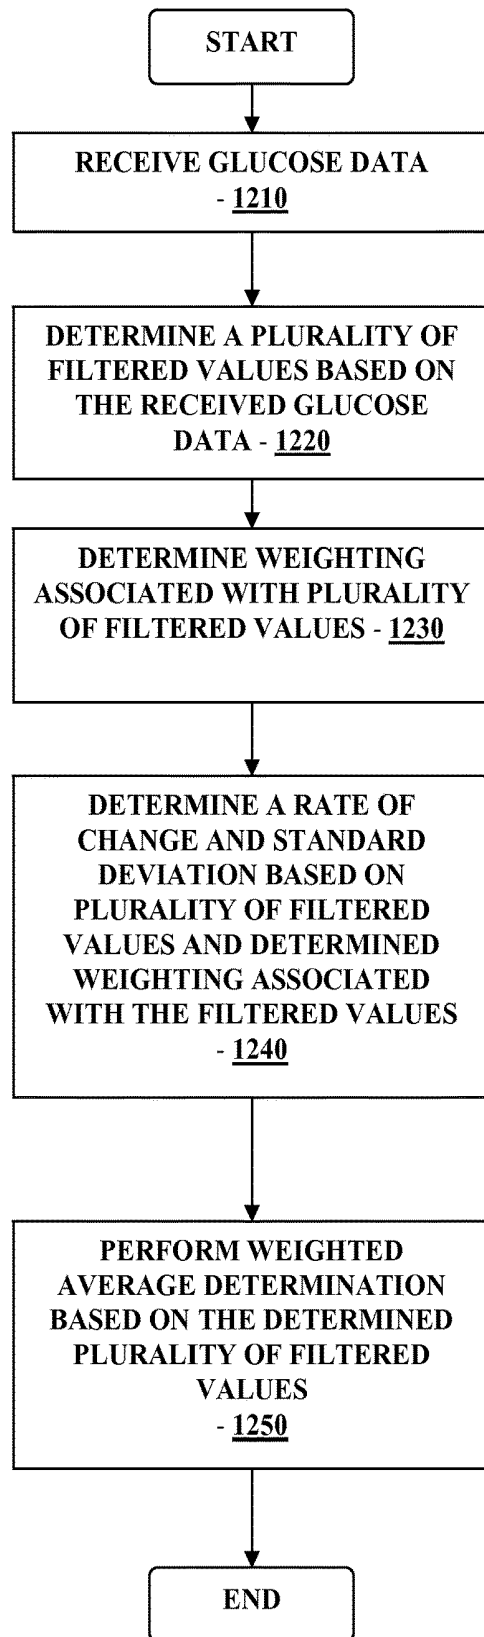 START
RECEIVE GLUCOSE DATA
- 1210
DETERMINE A PLURALITY OF
FILTERED VALUES BASED ON
THE RECEIVED GLUCOSE
DATA - 1220
DETERMINE WEIGHTING
ASSOCIATED WITH PLURALITY
OF FILTERED VALUES - 1230
DETERMINE A RATE OF
CHANGE AND STANDARD
DEVIATION BASED ON
PLURALITY OF FILTERED
VALUES AND DETERMINED
WEIGHTING ASSOCIATED
WITH THE FILTERED VALUES
- 1240
PERFORM WEIGHTED
AVERAGE DETERMINATION
BASED ON THE DETERMINED
PLURALITY OF FILTERED
VALUES
- 1250
END